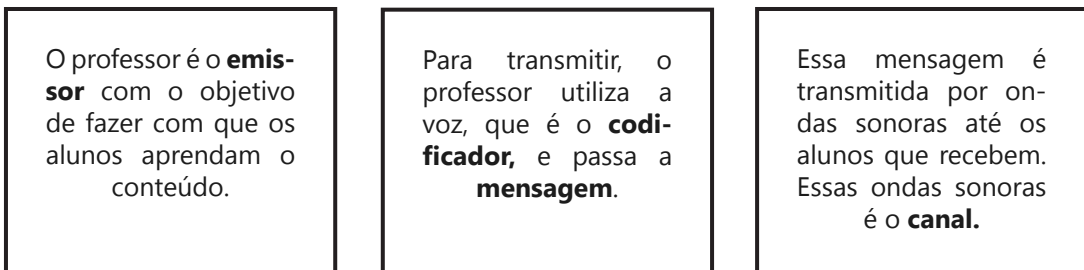 O professor é o emis-
sor com o objetivo
de fazer com que os
alunos aprendam o
conteúdo.
Para transmitir, o
professor utiliza a
voz, que é o codi-
ficador, e passa a
mensagem.
Essa mensagem é
transmitida por on-
das sonoras até os
alunos que recebem.
Essas ondas sonoras
é o canal.